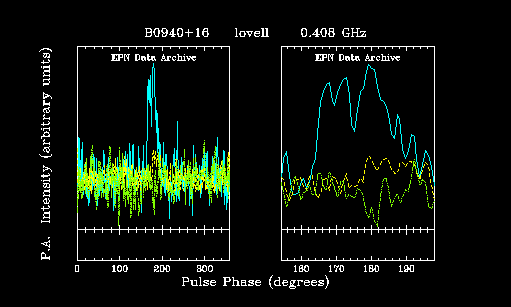 B0940+16 lovell 0.408 GHz
EPN Data Archive EPN Data Archive
P.A. Intensity (arbitrary units)
0 100 200 300 160 170 180 190
Pulse Phase (degrees)